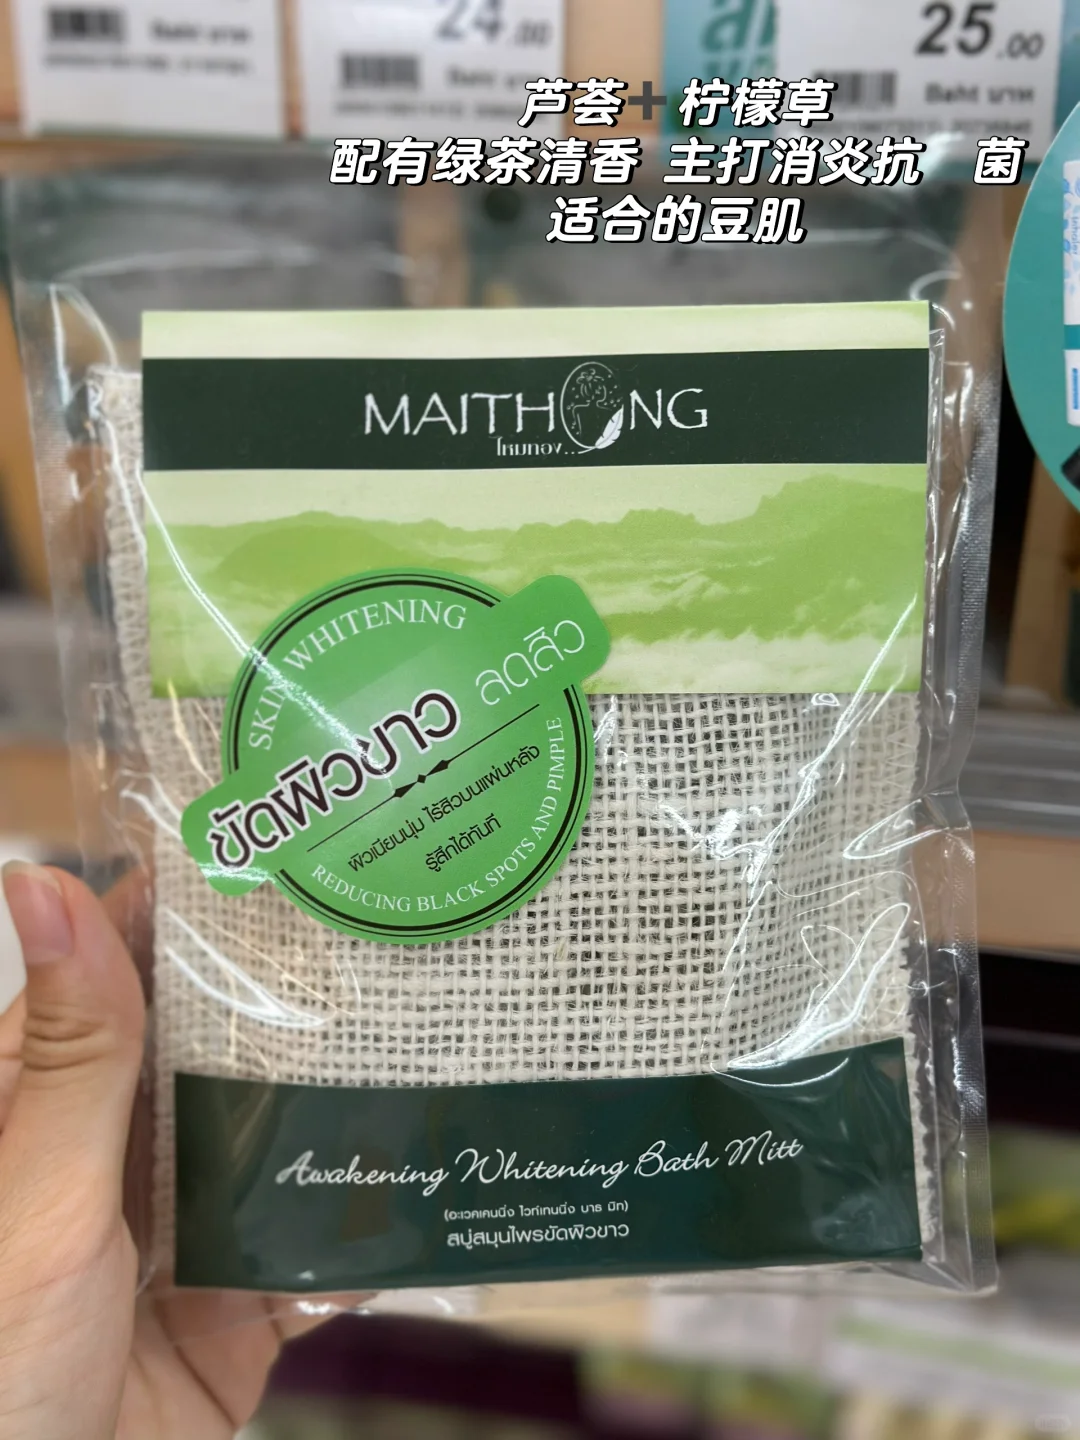 24.00
Baht บาท
25.00
Baht บาท
芦荟➕柠檬草
配有绿茶清香 主打消炎抗 菌
适合的豆肌
MAITHONG
ไหมทอง...
SKIN WHITENING
ขัดผิวขาว ลดสิว
ผิวเนียนนุ่ม ไร้สิวบนแผ่นหลัง
รู้สึกได้ทันที
REDUCING BLACK SPOTS AND PIMPLE
Awakening Whitening Bath Mitt
(อะเวคเคนนิ่ง ไวท์เทนนิ่ง บาธ มิท)
สบู่สมุนไพรขัดผิวขาว